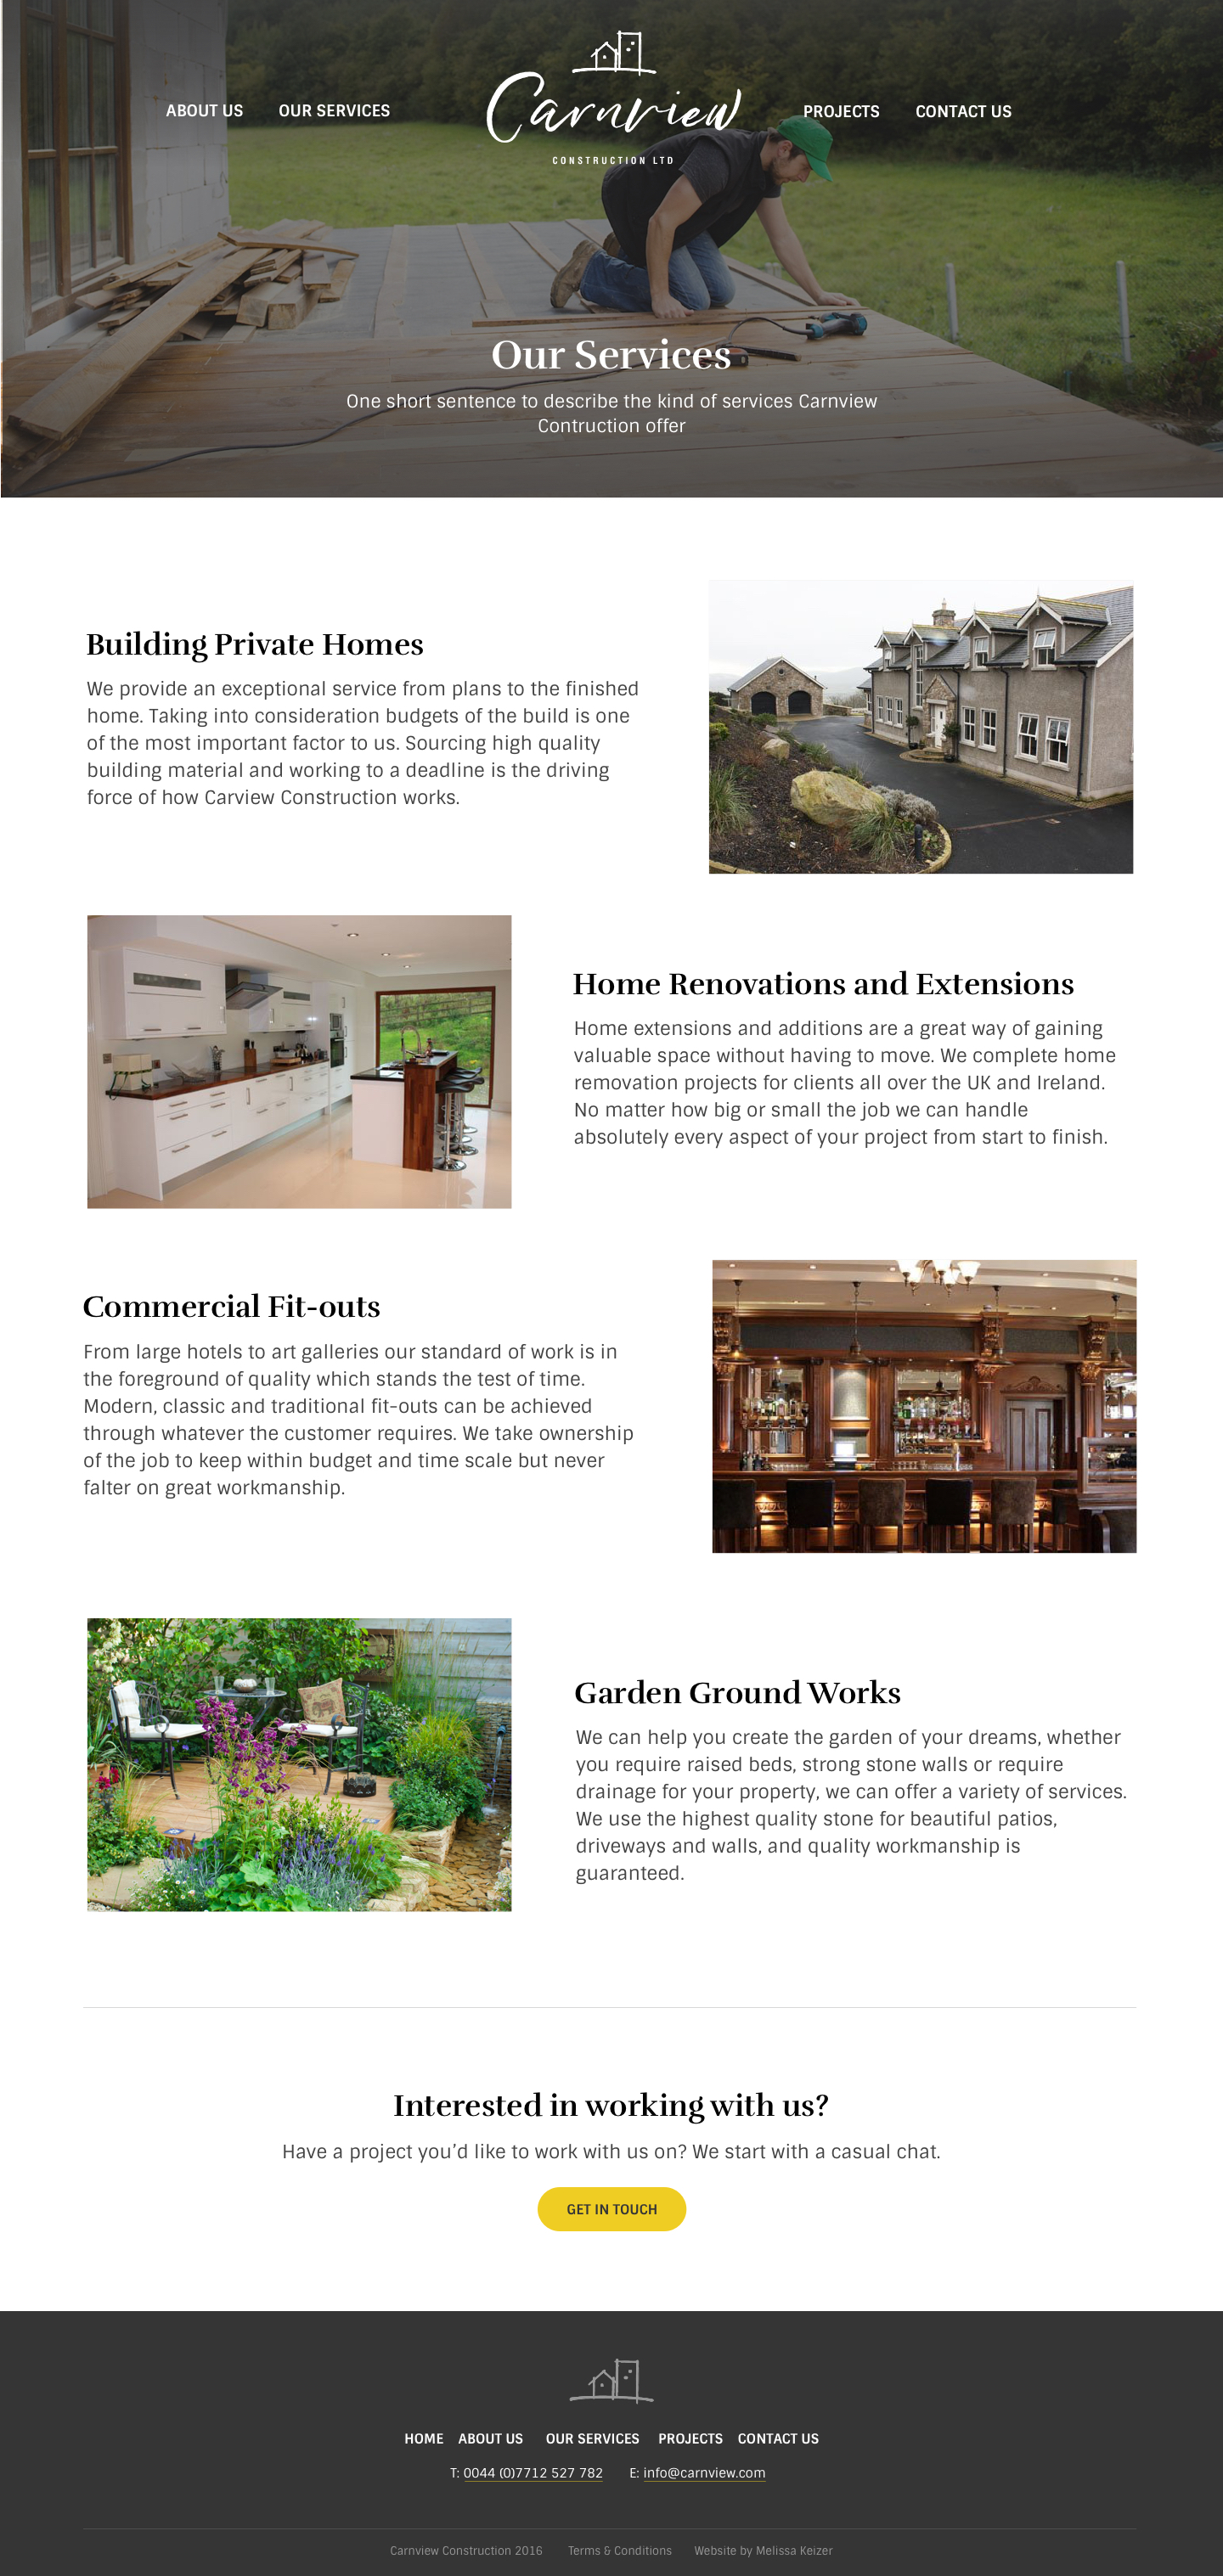 ABOUT US OUR SERVICES Carnview PROJECTS CONTACT US
CONSTRUCTION LTD
Our Services
One short sentence to describe the kind of services Carnview
Contruction offer
Building Private Homes
We provide an exceptional service from plans to the finished
home. Taking into consideration budgets of the build is one
of the most important factor to us. Sourcing high quality
building material and working to a deadline is the driving
force of how Carview Construction works.
Home Renovations and Extensions
Home extensions and additions are a great way of gaining
valuable space without having to move. We complete home
removation projects for clients all over the UK and Ireland.
No matter how big or small the job we can handle
absolutely every aspect of your project from start to finish.
Commercial Fit-outs
From large hotels to art galleries our standard of work is in
the foreground of quality which stands the test of time.
Modern, classic and traditional fit-outs can be achieved
through whatever the customer requires. We take ownership
of the job to keep within budget and time scale but never
falter on great workmanship.
Garden Ground Works
We can help you create the garden of your dreams, whether
you require raised beds, strong stone walls or require
drainage for your property, we can offer a variety of services.
We use the highest quality stone for beautiful patios,
driveways and walls, and quality workmanship is
guaranteed.
Interested in working with us?
Have a project you’d like to work with us on? We start with a casual chat.
GET IN TOUCH
HOME ABOUT US OUR SERVICES PROJECTS CONTACT US
T: 0044 (0)7712 527 782 E: info@carnview.com
Carnview Construction 2016 Terms & Conditions Website by Melissa Keizer